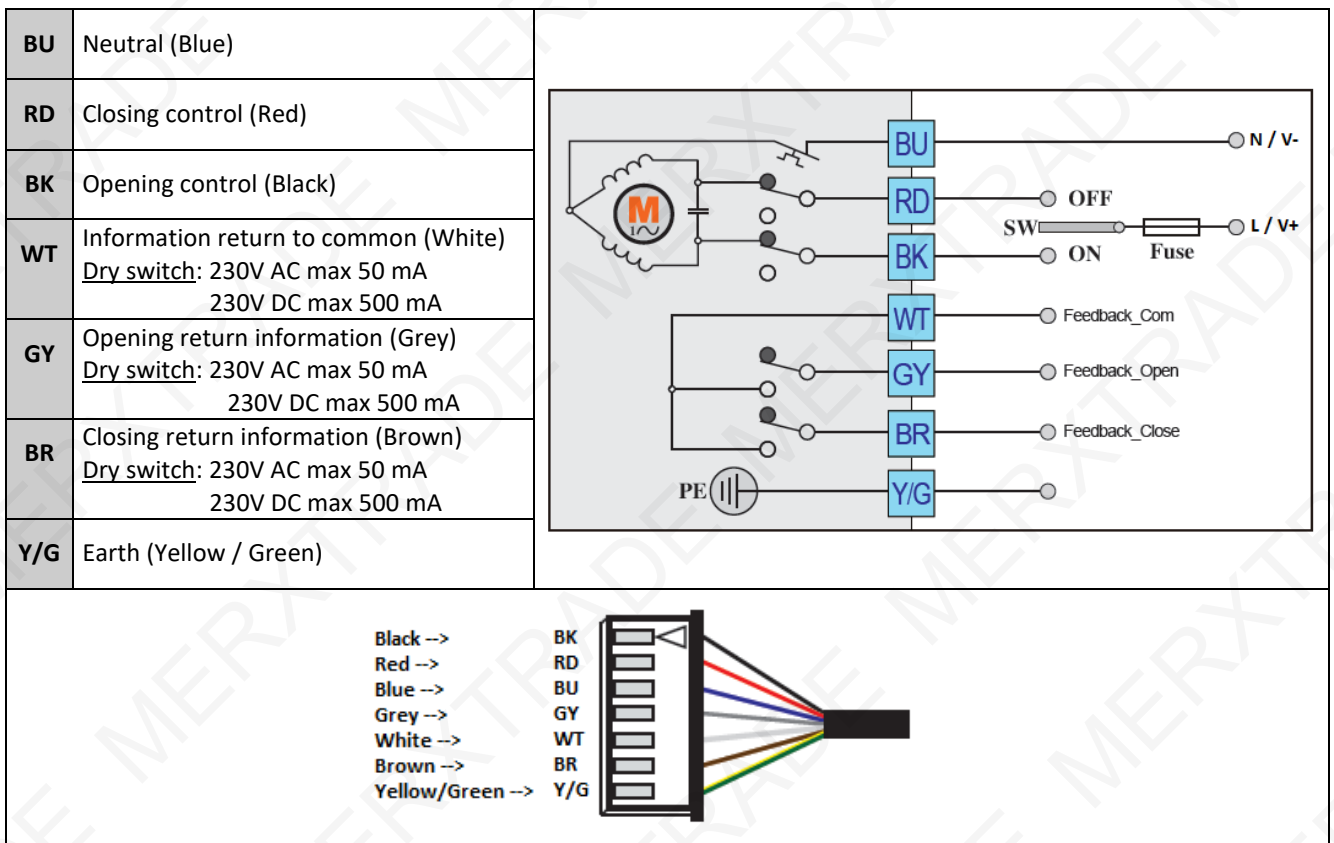 BU Neutral (Blue)
RD Closing control (Red)
BK Opening control (Black)
WT Information return to common (White)
Dry switch: 230V AC max 50 mA
230V DC max 500 mA
GY Opening return information (Grey)
Dry switch: 230V AC max 50 mA
230V DC max 500 mA
BR Closing return information (Brown)
Dry switch: 230V AC max 50 mA
230V DC max 500 mA
Y/G Earth (Yellow / Green)
BU N / V-
RD OFF
M
1~
SW Fuse L / V+
BK ON
WT Feedback_Com
GY Feedback_Open
BR Feedback_Close
PE Y/G
Black --> BK
Red --> RD
Blue --> BU
Grey --> GY
White --> WT
Brown --> BR
Yellow/Green --> Y/G
MERXTRADE MERXTRADE MERXTRADE